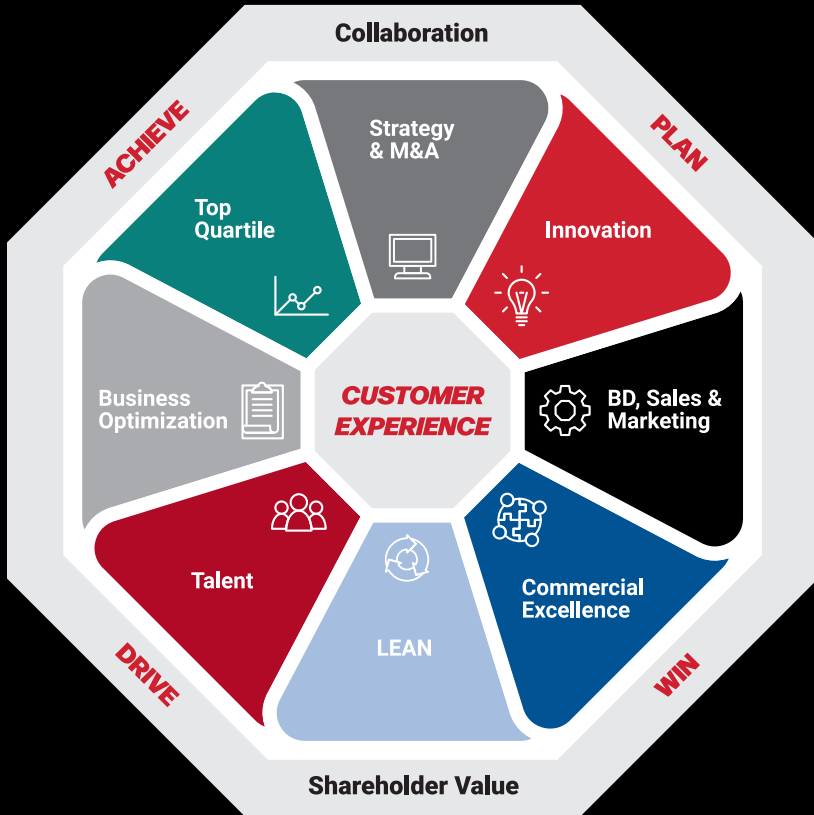 Collaboration
ACHIEVE
PLAN
Strategy
& M&A
Top
Quartile
Innovation
Business
Optimization
CUSTOMER
EXPERIENCE
BD, Sales &
Marketing
Talent
Commercial
Excellence
LEAN
DRIVE
WIN
Shareholder Value